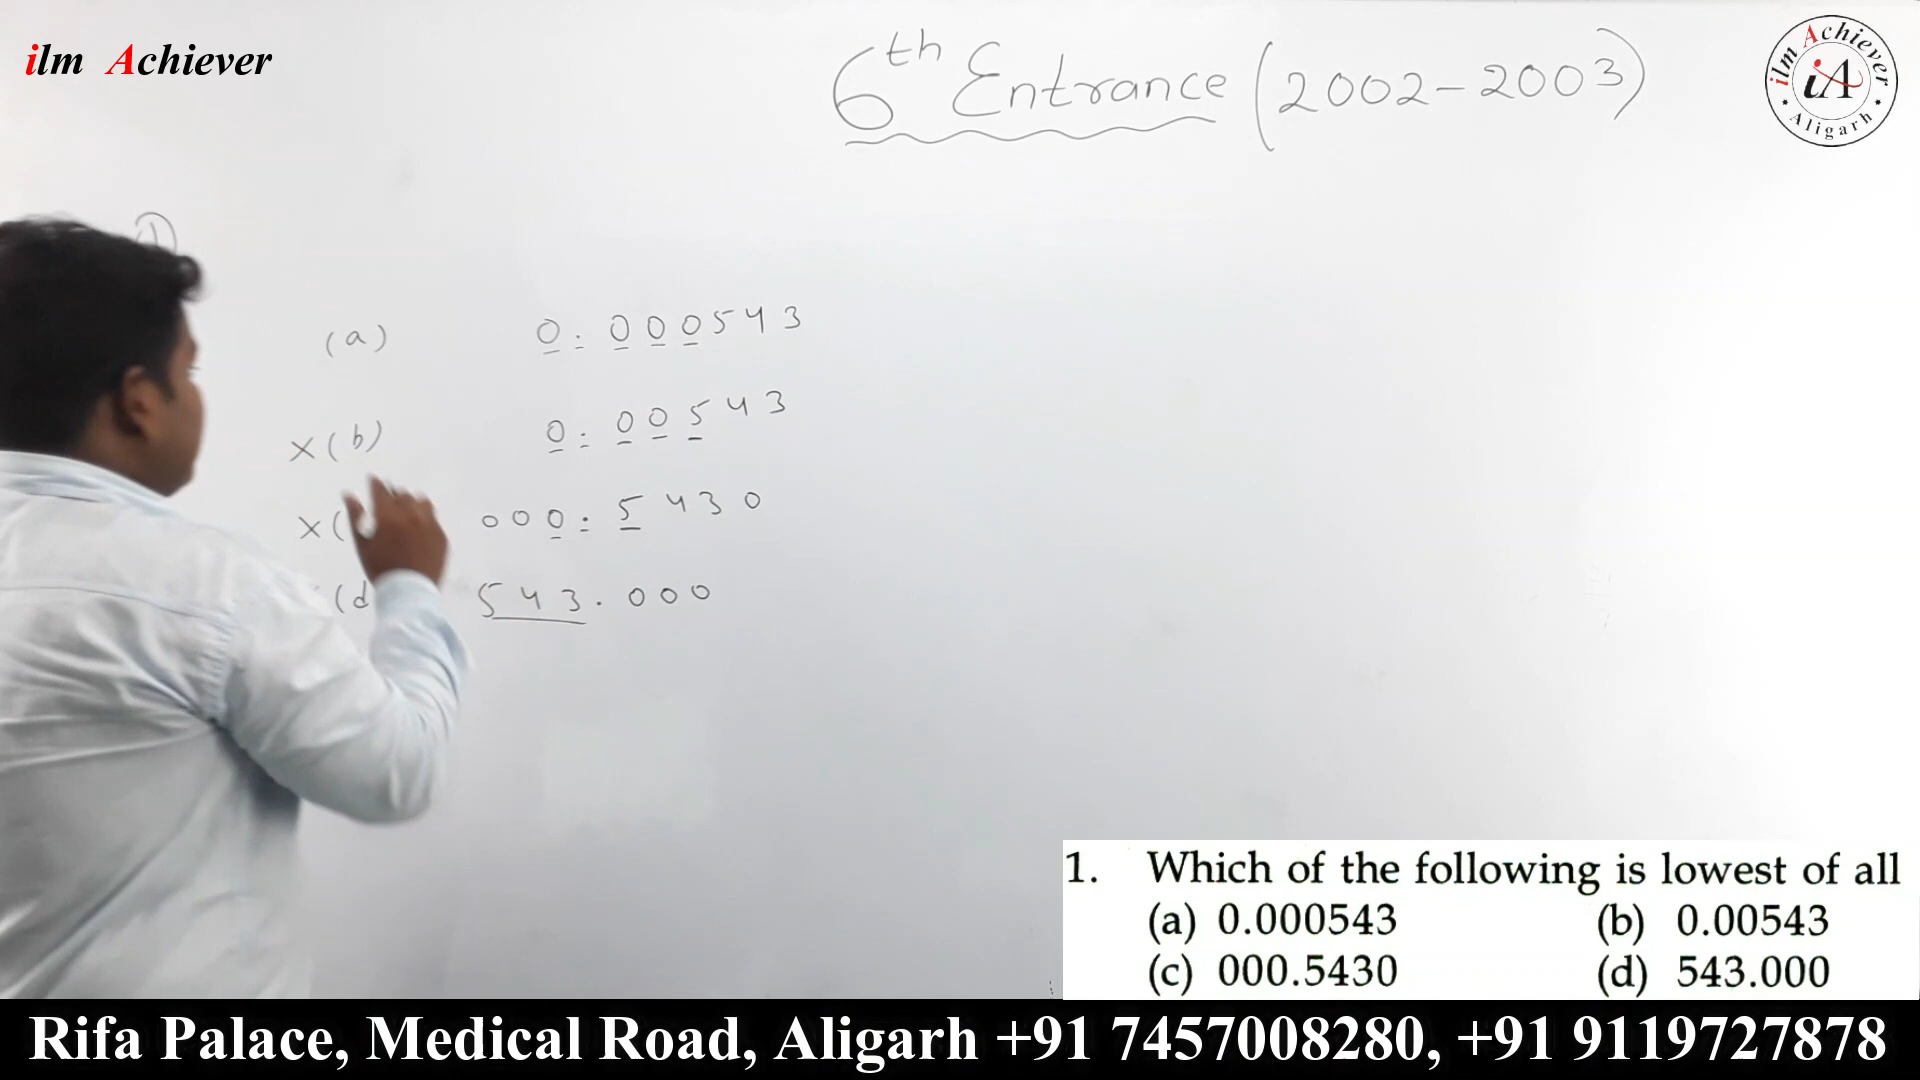 ilm Achiever
6th Entrance (2002-2003)
ilm Achiever
iA
Aligarh
1
(a) 0.000543
X(b) 0.00543
X( 000.5430
(d 543.000
1. Which of the following is lowest of all
(a) 0.000543 (b) 0.00543
(c) 000.5430 (d) 543.000
Rifa Palace, Medical Road, Aligarh +91 7457008280, +91 9119727878